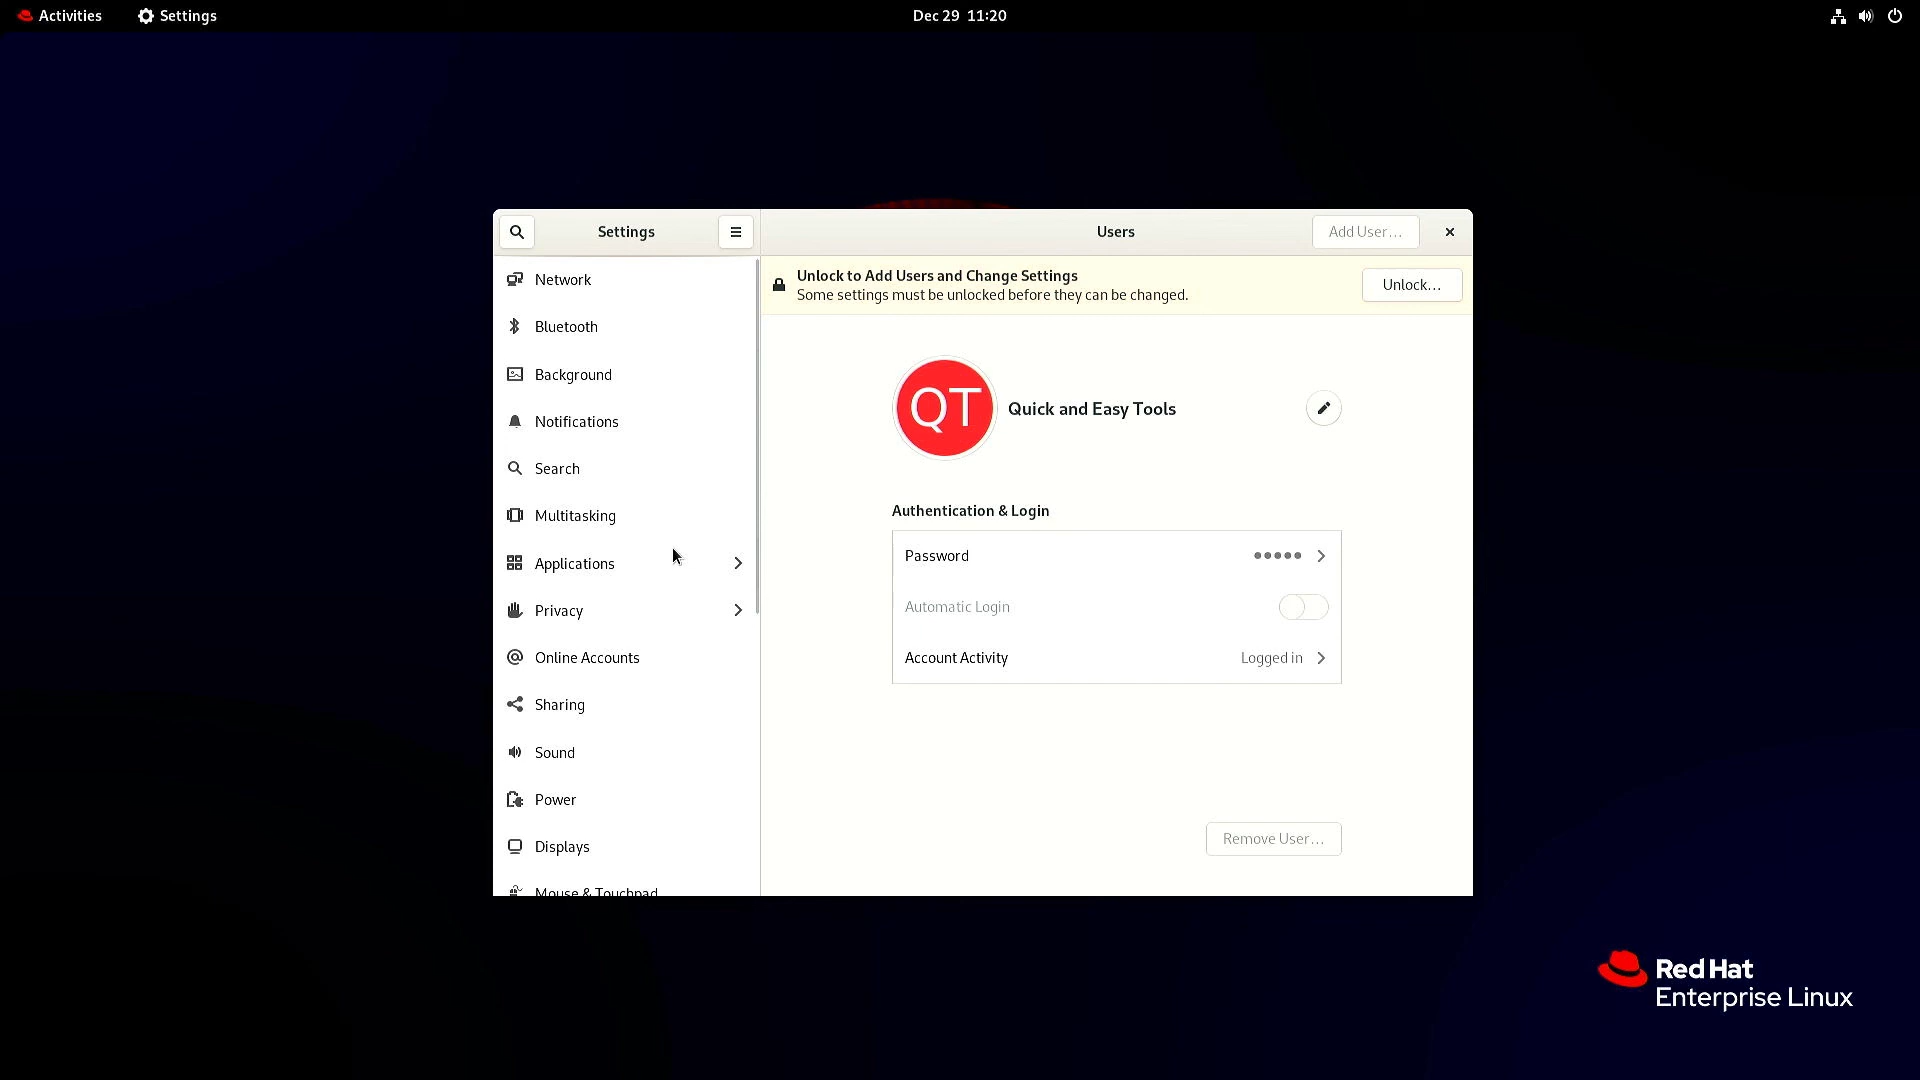 Activities
Settings
Dec 29 11:20
Settings
Users
Add User...
Network
Bluetooth
Background
Notifications
Search
Multitasking
Applications
Privacy
Online Accounts
Sharing
Sound
Power
Displays
Mouse & Touchpad
Unlock to Add Users and Change Settings
Some settings must be unlocked before they can be changed.
Unlock...
QT
Quick and Easy Tools
Authentication & Login
Password
Automatic Login
Account Activity
Logged in
Remove User...
Red Hat
Enterprise Linux